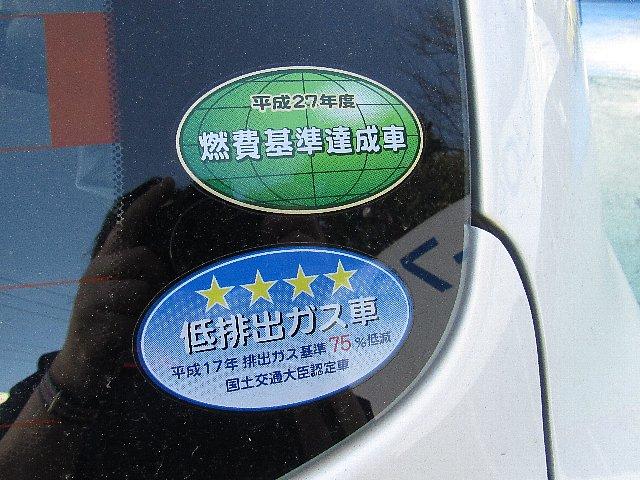 平成27年度
燃費基準達成車
低排出ガス車
平成17年 排出ガス基準 75%低減
国土交通大臣認定車